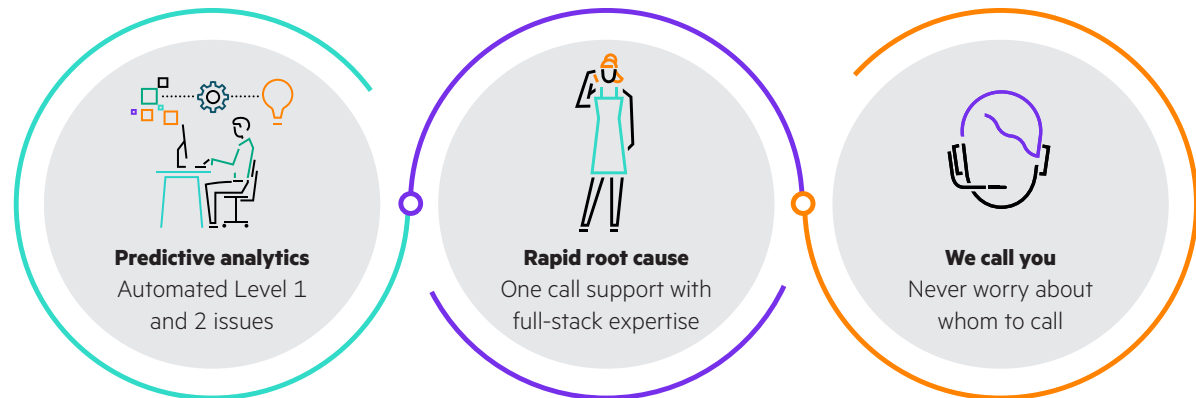 Predictive analytics
Automated Level 1
and 2 issues
Rapid root cause
One call support with
full-stack expertise
We call you
Never worry about
whom to call